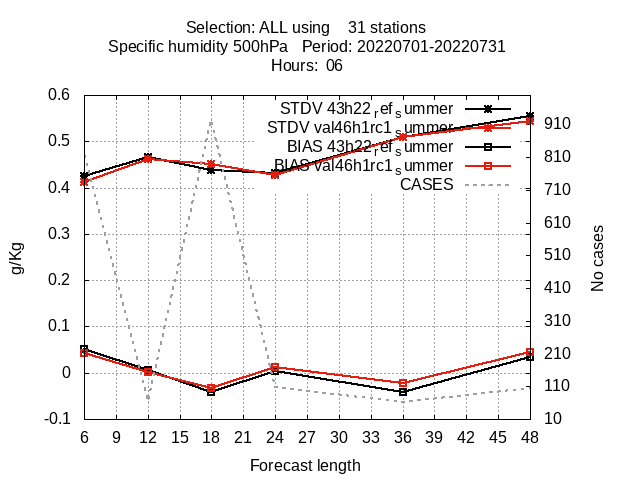 Selection: ALL using    31 stations
Specific humidity 500hPa   Period: 20220701-20220731
Hours:  06
STDV 43h22_ref_summer
STDV val46h1rc1_summer
BIAS 43h22_ref_summer
BIAS val46h1rc1_summer
CASES
0.6
0.5
0.4
0.3
0.2
0.1
0
-0.1
g/Kg
910
810
710
610
510
410
310
210
110
10
No cases
6 9 12 15 18 21 24 27 30 33 36 39 42 45 48
Forecast length